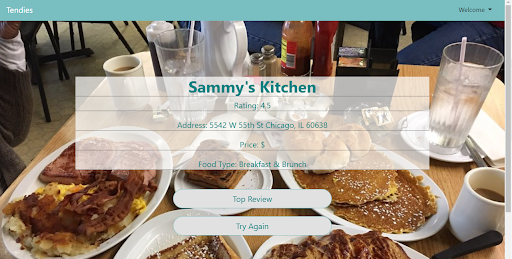 Tendies
Welcome
Sammy's Kitchen
Rating: 4.5
Address: 5542 W 55th St Chicago, IL 60638
Price: $
Food Type: Breakfast & Brunch
Top Review
Try Again